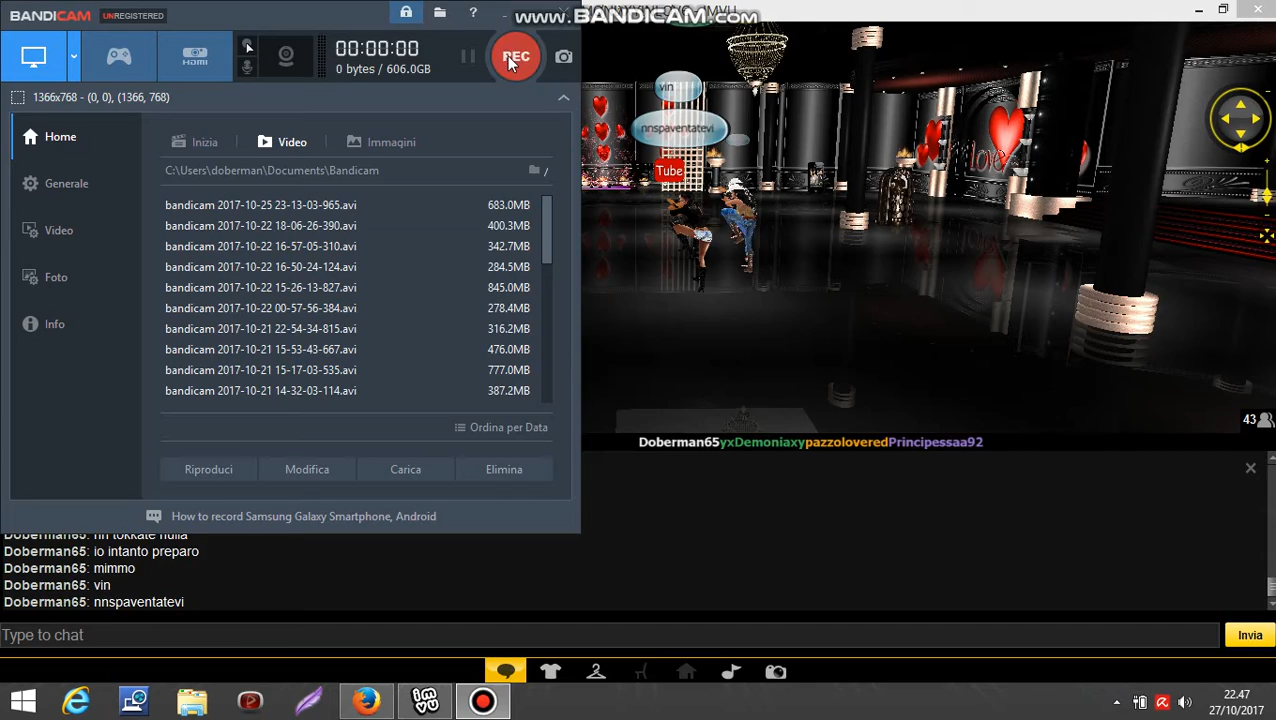 BANDICAM UNREGISTERED
www.BANDICAM.com
00:00:00
0 bytes / 606.0GB
REC
HDMI
1366x768 - (0, 0), (1366, 768)
Home
Generale
Video
Foto
Info
Inizia
Video
Immagini
C:\Users\doberman\Documents\Bandicam
bandicam 2017-10-25 23-13-03-965.avi 683.0MB
bandicam 2017-10-22 18-06-26-390.avi 400.3MB
bandicam 2017-10-22 16-57-05-310.avi 342.7MB
bandicam 2017-10-22 16-50-24-124.avi 284.5MB
bandicam 2017-10-22 15-26-13-827.avi 845.0MB
bandicam 2017-10-22 00-57-56-384.avi 278.4MB
bandicam 2017-10-21 22-54-34-815.avi 316.2MB
bandicam 2017-10-21 15-53-43-667.avi 476.0MB
bandicam 2017-10-21 15-17-03-535.avi 777.0MB
bandicam 2017-10-21 14-32-03-114.avi 387.2MB
Ordina per Data
Riproduci Modifica Carica Elimina
How to record Samsung Galaxy Smartphone, Android
vin
nnspaventatevi
Tube
love
43
Doberman65yxDemoniaxypazzoloveredPrincipessaa92
Doberman65: nn tokkate nulla
Doberman65: io intanto preparo
Doberman65: mimmo
Doberman65: vin
Doberman65: nnspaventatevi
Type to chat
Invia
imvu
22.47
27/10/2017